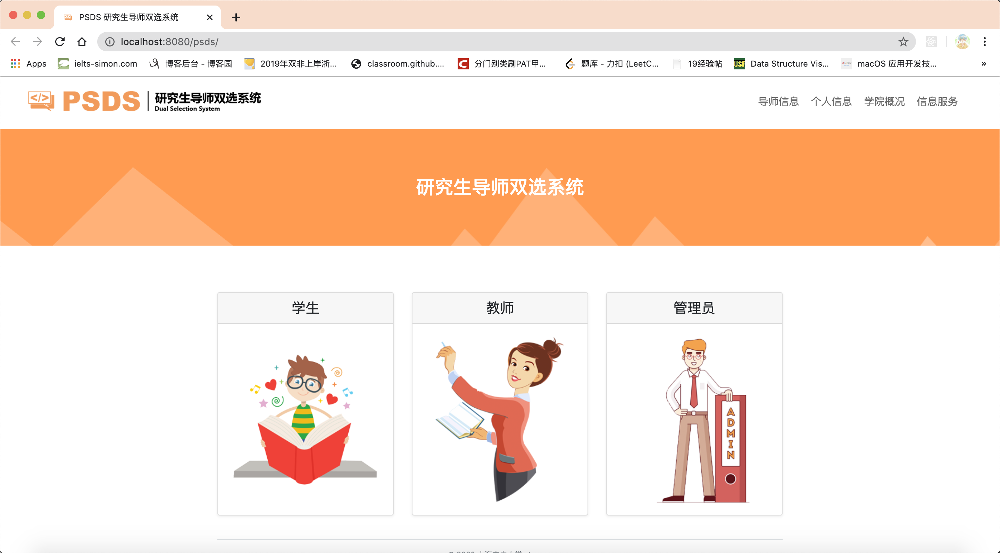 PSDS 研究生导师双选系统
localhost:8080/psds/
Apps
ielts-simon.com
博客后台 - 博客园
2019年双非上岸浙...
classroom.github....
分门别类刷PAT甲...
题库 - 力扣 (LeetC...
19经验帖
USF
Data Structure Vis...
MacDev
macOS 应用开发技...
»
</> PSDS | 研究生导师双选系统
Dual Selection System
导师信息 个人信息 学院概况 信息服务
研究生导师双选系统
学生
教师
管理员
ADMIN